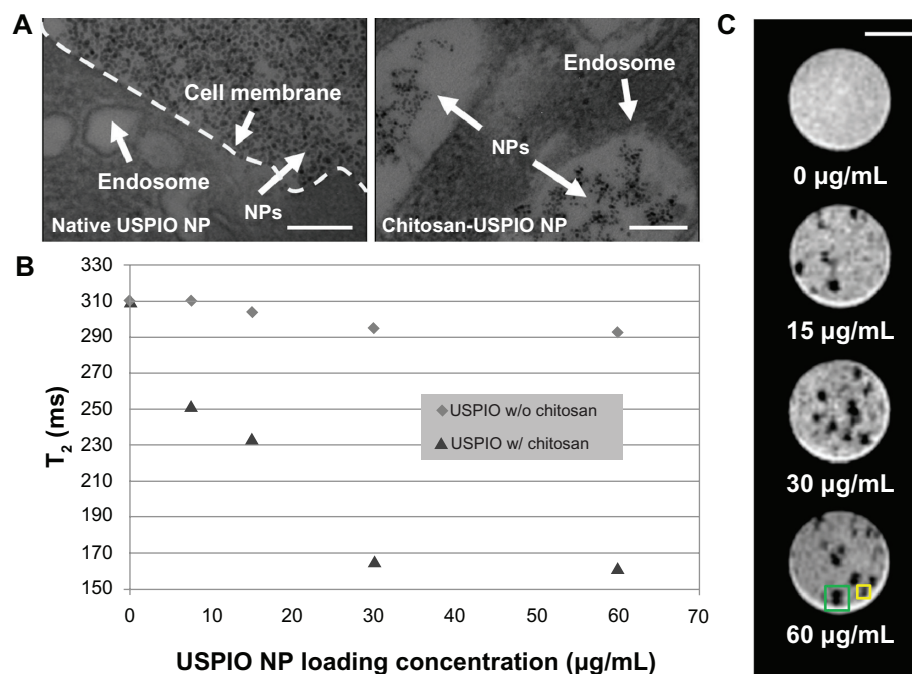 A
Cell membrane
Endosome
NPs
Native USPIO NP
Endosome
NPs
Chitosan-USPIO NP
B
330
310
290
270
250
230
210
190
170
150
T2 (ms)
USPIO w/o chitosan
USPIO w/ chitosan
0 10 20 30 40 50 60 70
USPIO NP loading concentration (µg/mL)
C
0 µg/mL
15 µg/mL
30 µg/mL
60 µg/mL